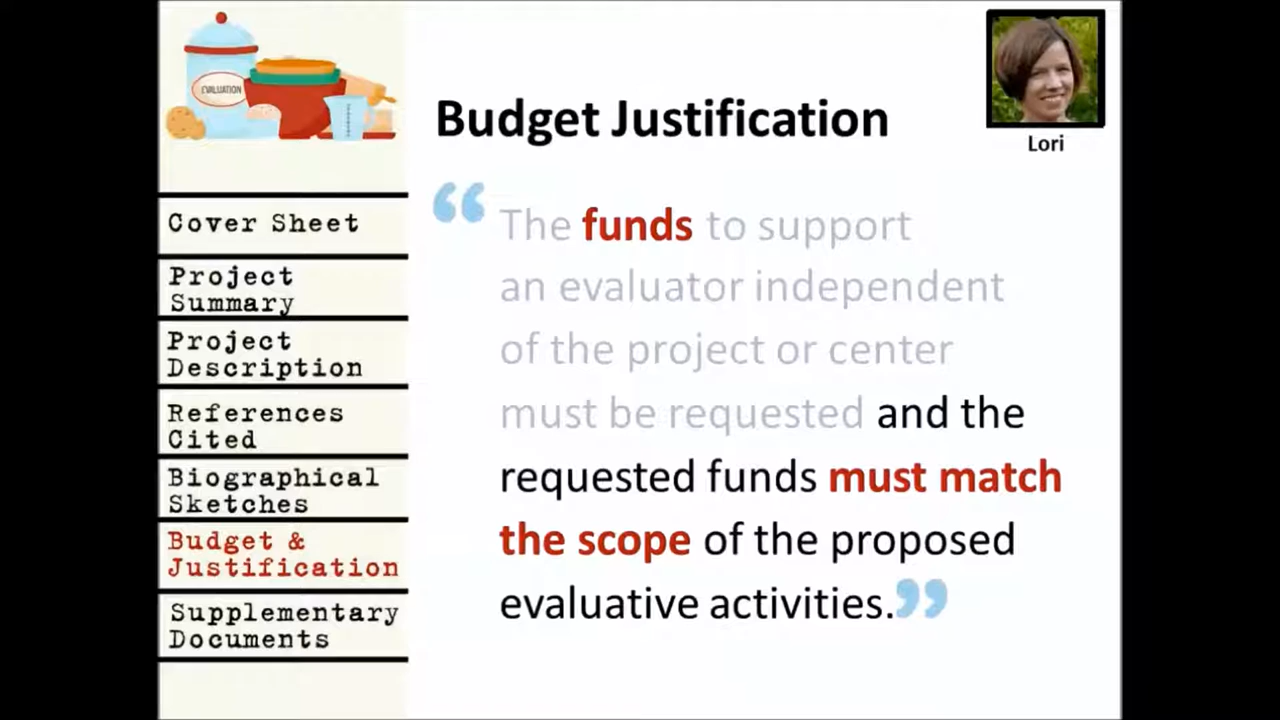 EVALUATION
Cover Sheet
Project
Summary
Project
Description
References
Cited
Biographical
Sketches
Budget &
Justification
Supplementary
Documents
Budget Justification
Lori
“The funds to support
an evaluator independent
of the project or center
must be requested and the
requested funds must match
the scope of the proposed
evaluative activities.”